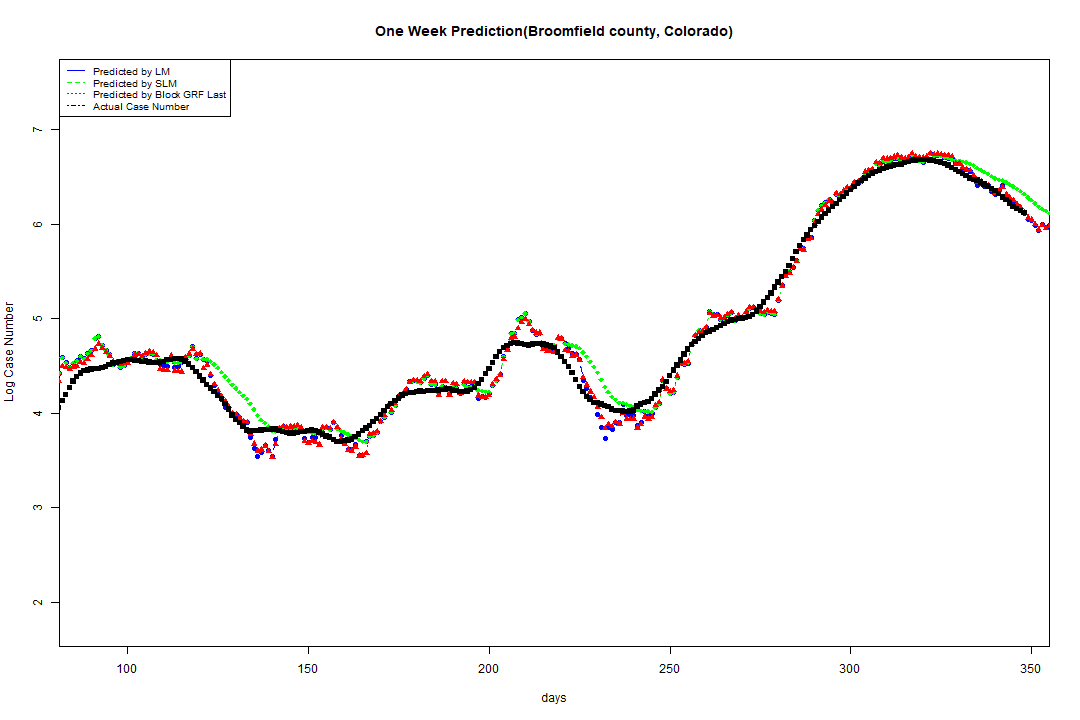 One Week Prediction(Broomfield county, Colorado)
Predicted by LM
Predicted by SLM
Predicted by Block GRF Last
Actual Case Number
7
6
5
4
3
2
Log Case Number
100 150 200 250 300 350
days